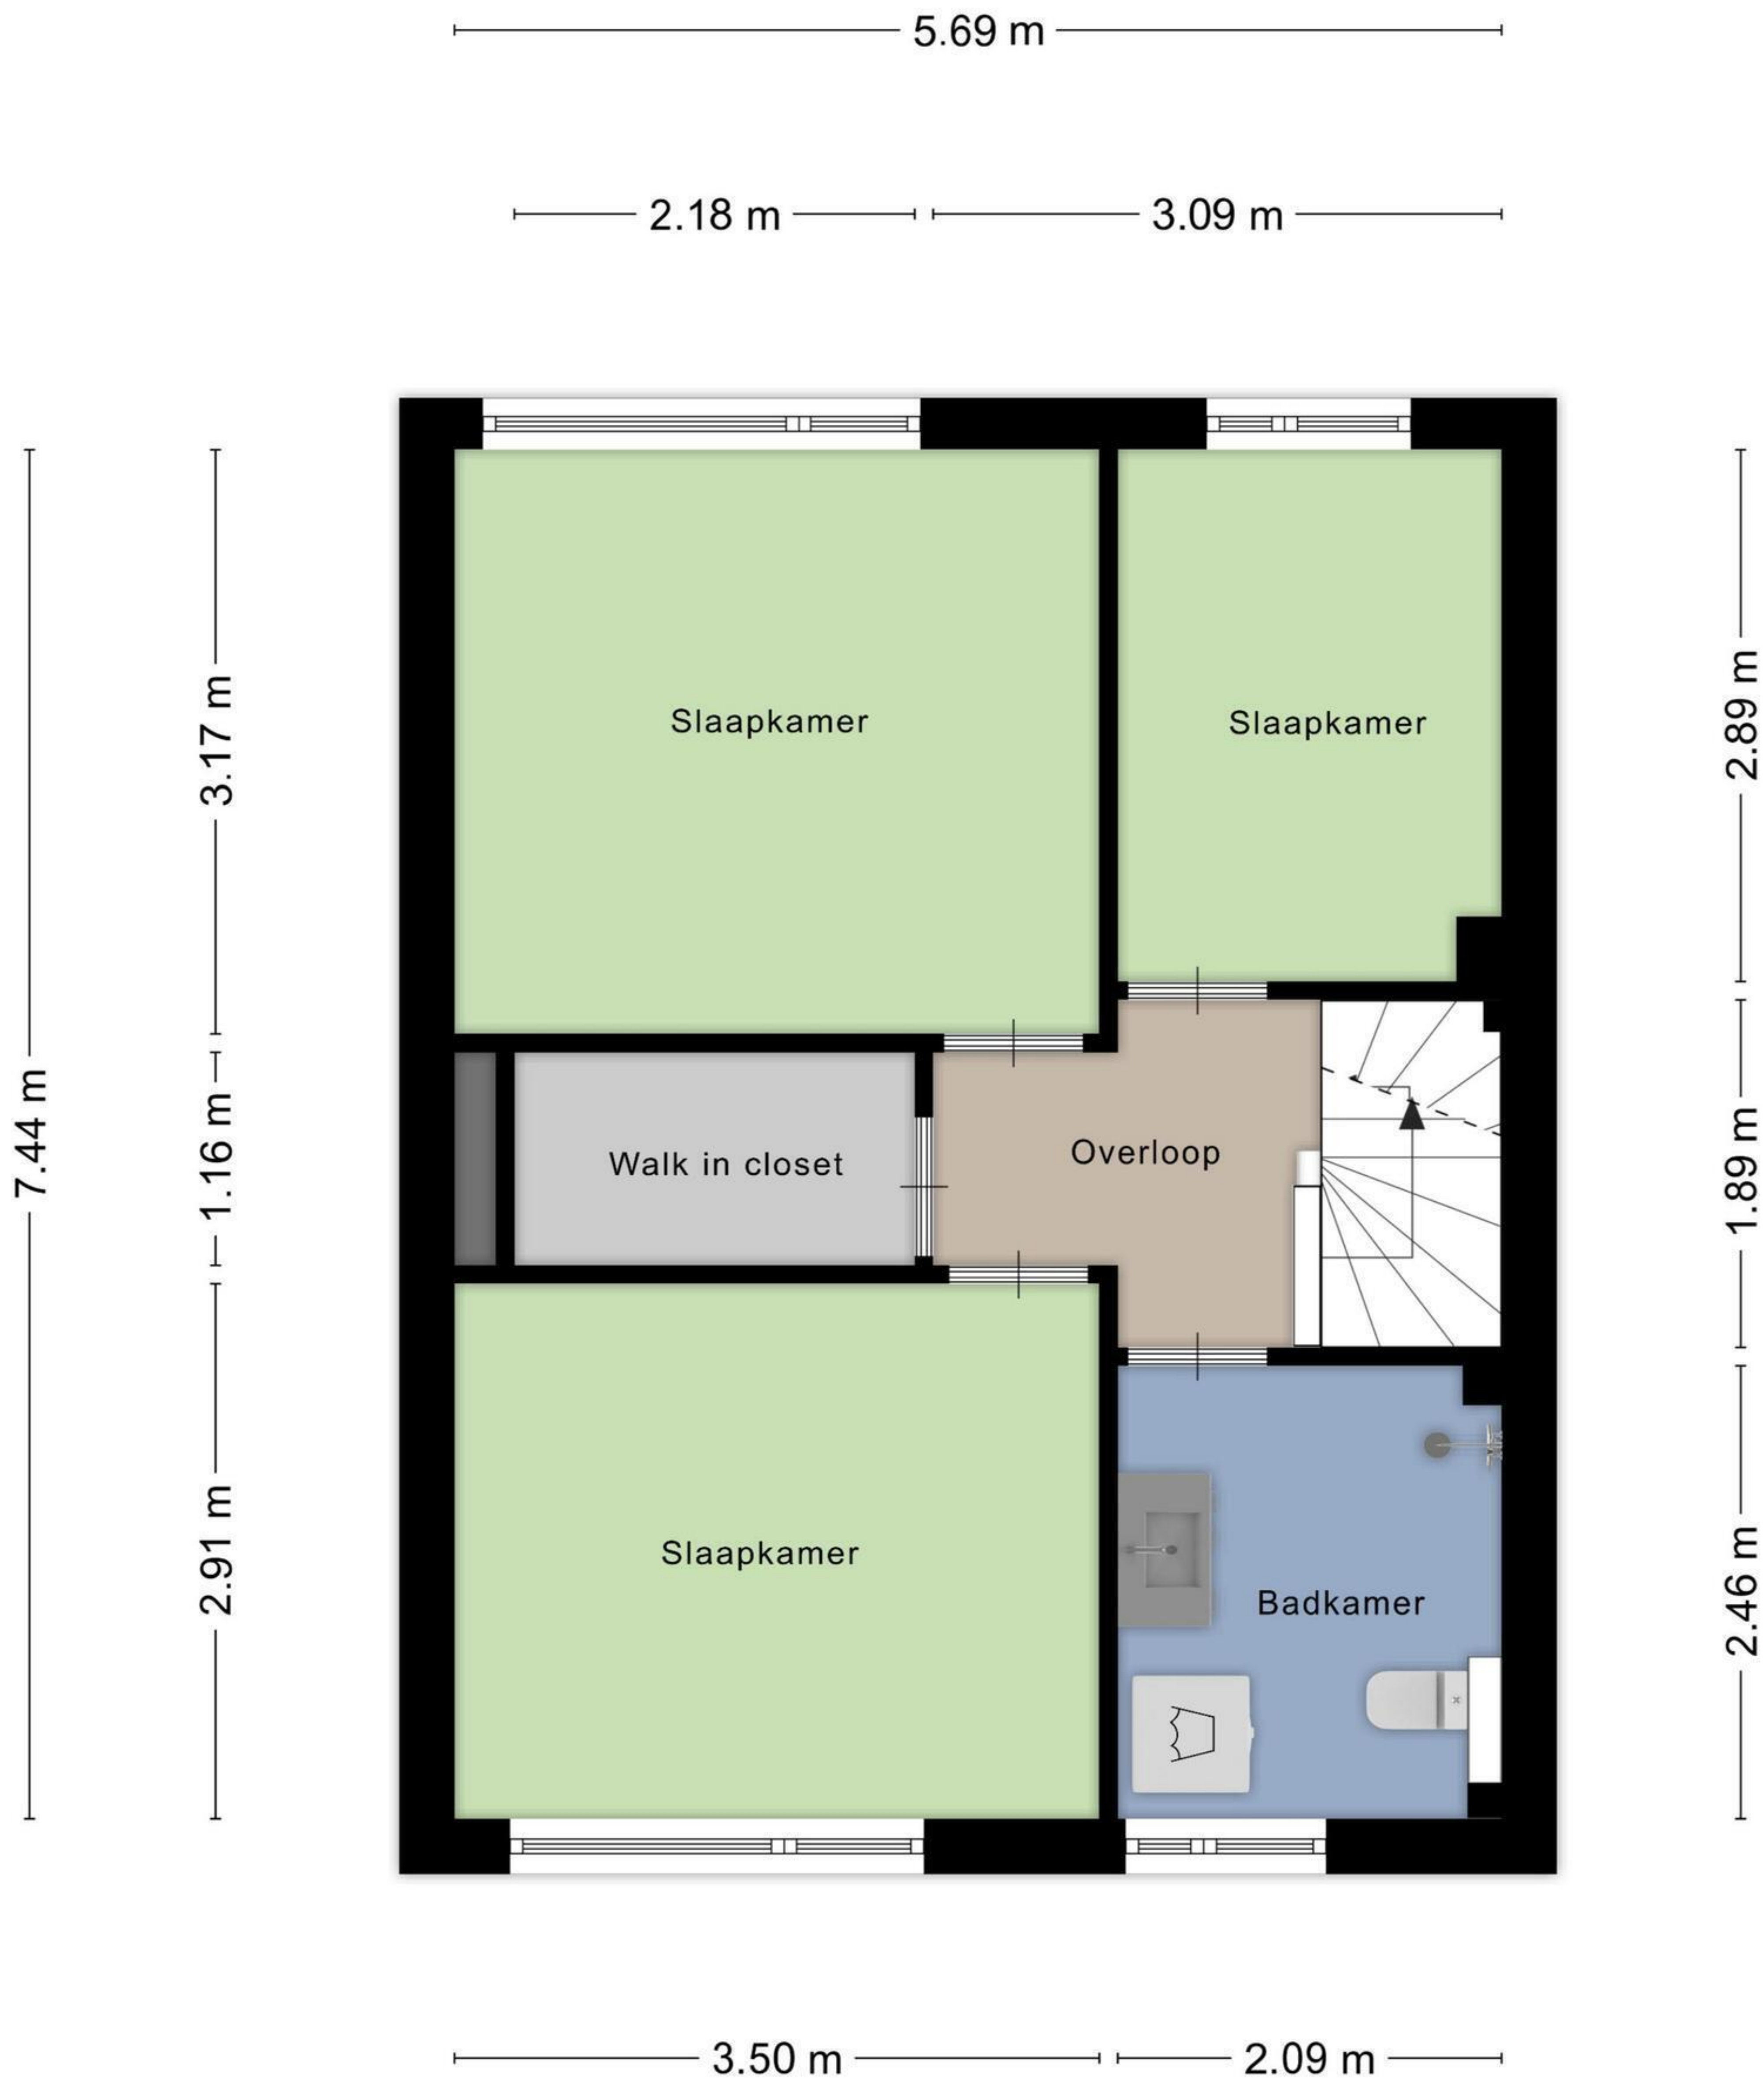 5.69 m
2.18 m
3.09 m
Slaapkamer
Slaapkamer
3.17 m
2.89 m
7.44 m
1.16 m
Walk in closet
Overloop
1.89 m
2.91 m
Slaapkamer
Badkamer
2.46 m
3.50 m
2.09 m